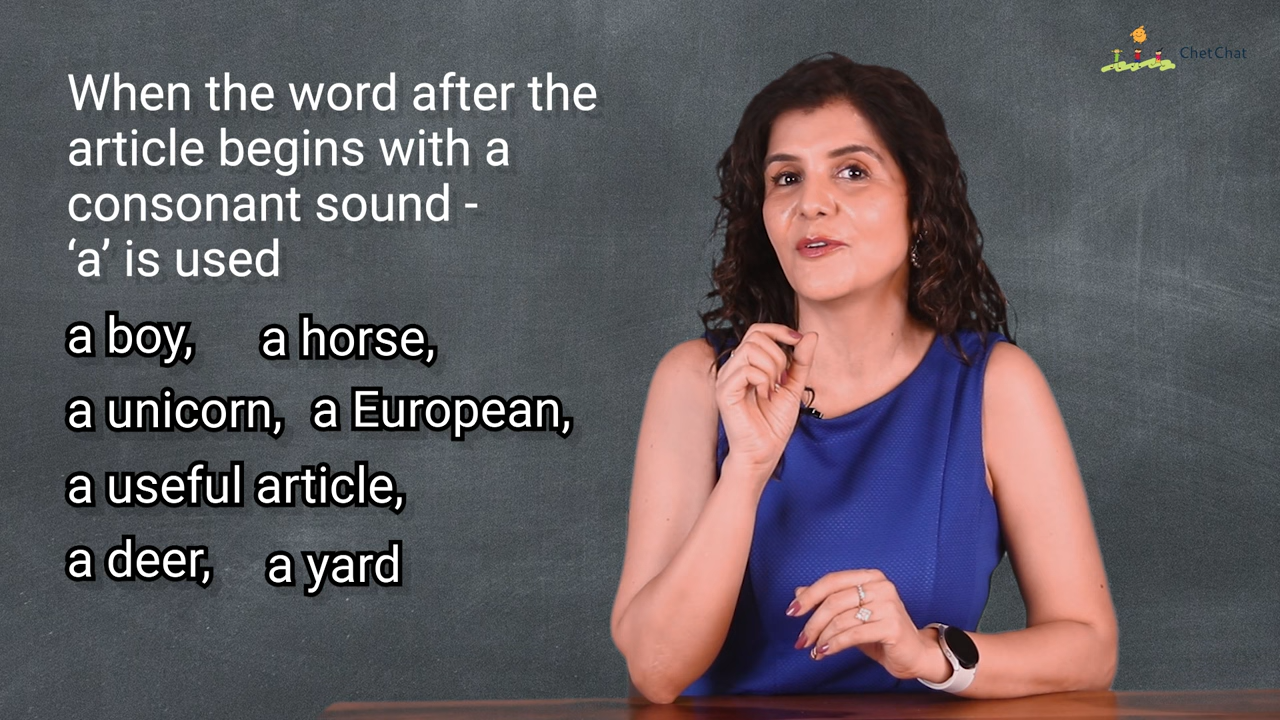 ChetChat
When the word after the
article begins with a
consonant sound -
‘a’ is used
a boy, a horse,
a unicorn, a European,
a useful article,
a deer, a yard